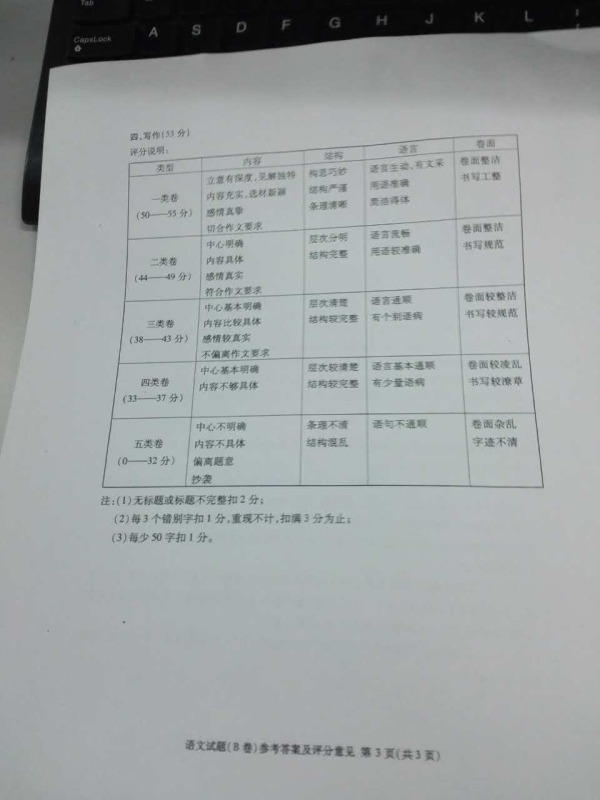 Tab
CapsLock
A S D F G H J K L
四、写作(55 分)
评分说明:
类型 内容 结构 语言 卷面
一类卷
(50——55 分)
立意有深度,见解独特
内容充实,选材新颖
感情真挚
切合作文要求
构思巧妙
结构严谨
条理清晰
语言生动、有文采
用语准确
表达得体
卷面整洁
书写工整
二类卷
(44——49 分)
中心明确
内容具体
感情真实
符合作文要求
层次分明
结构完整
语言流畅
用语较准确
卷面整洁
书写规范
三类卷
(38——43 分)
中心基本明确
内容比较具体
感情较真实
不偏离作文要求
层次清楚
结构较完整
语言通顺
有个别语病
卷面较整洁
书写较规范
四类卷
(33——37 分)
中心基本明确
内容不够具体
层次较清楚
结构较完整
语言基本通顺
有少量语病
卷面较凌乱
书写较潦草
五类卷
(0——32 分)
中心不明确
内容不具体
偏离题意
抄袭
条理不清
结构混乱
语句不通顺
卷面杂乱
字迹不清
注:(1)无标题或标题不完整扣 2 分;
(2)每 3 个错别字扣 1 分,重现不计,扣满 3 分为止;
(3)每少 50 字扣 1 分。
语文试题(B 卷)参考答案及评分意见 第 3 页(共 3 页)